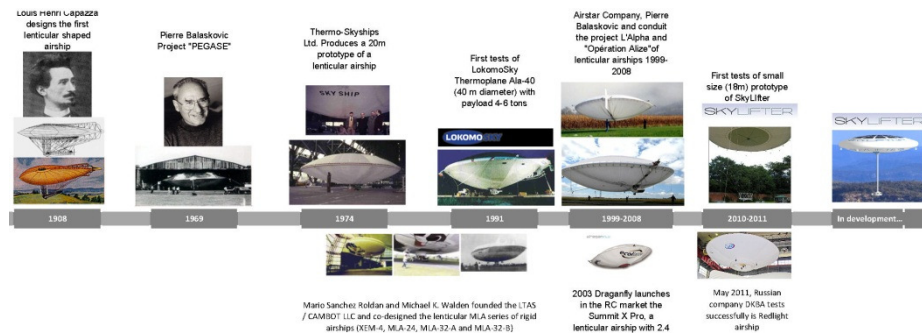 Louis Henri Capazza
designs the first
lenticular shaped
airship
Pierre Balaskovic
Project "PEGASE"
Thermo-Skyships
Ltd. Produces a 20m
prototype of a
lenticular airship
SKY SHIP
First tests of
LokomoSky
Thermoplane Ala-40
(40 m diameter) with
payload 4-6 tons
LOKOMOSKY
Airstar Company, Pierre
Balaskovic and conduit
the project L'Alpha and
"Opération Alize"of
lenticular airships 1999-
2008
First tests of small
size (18m) prototype
of SkyLIfter
SKYLIFTER
SKYLIFTER
1908
1969
1974
1991
1999-2008
2010-2011
In development...
Mario Sanchez Roldan and Michael K. Walden founded the LTAS
/ CAMBOT LLC and co-designed the lenticular MLA series of rigid
airships (XEM-4, MLA-24, MLA-32-A and MLA-32-B)
2003 Draganfly launches
in the RC market the
Summit X Pro, a
lenticular airship with 2.4
May 2011, Russian
company DKBA tests
successfully is Redlight
airship